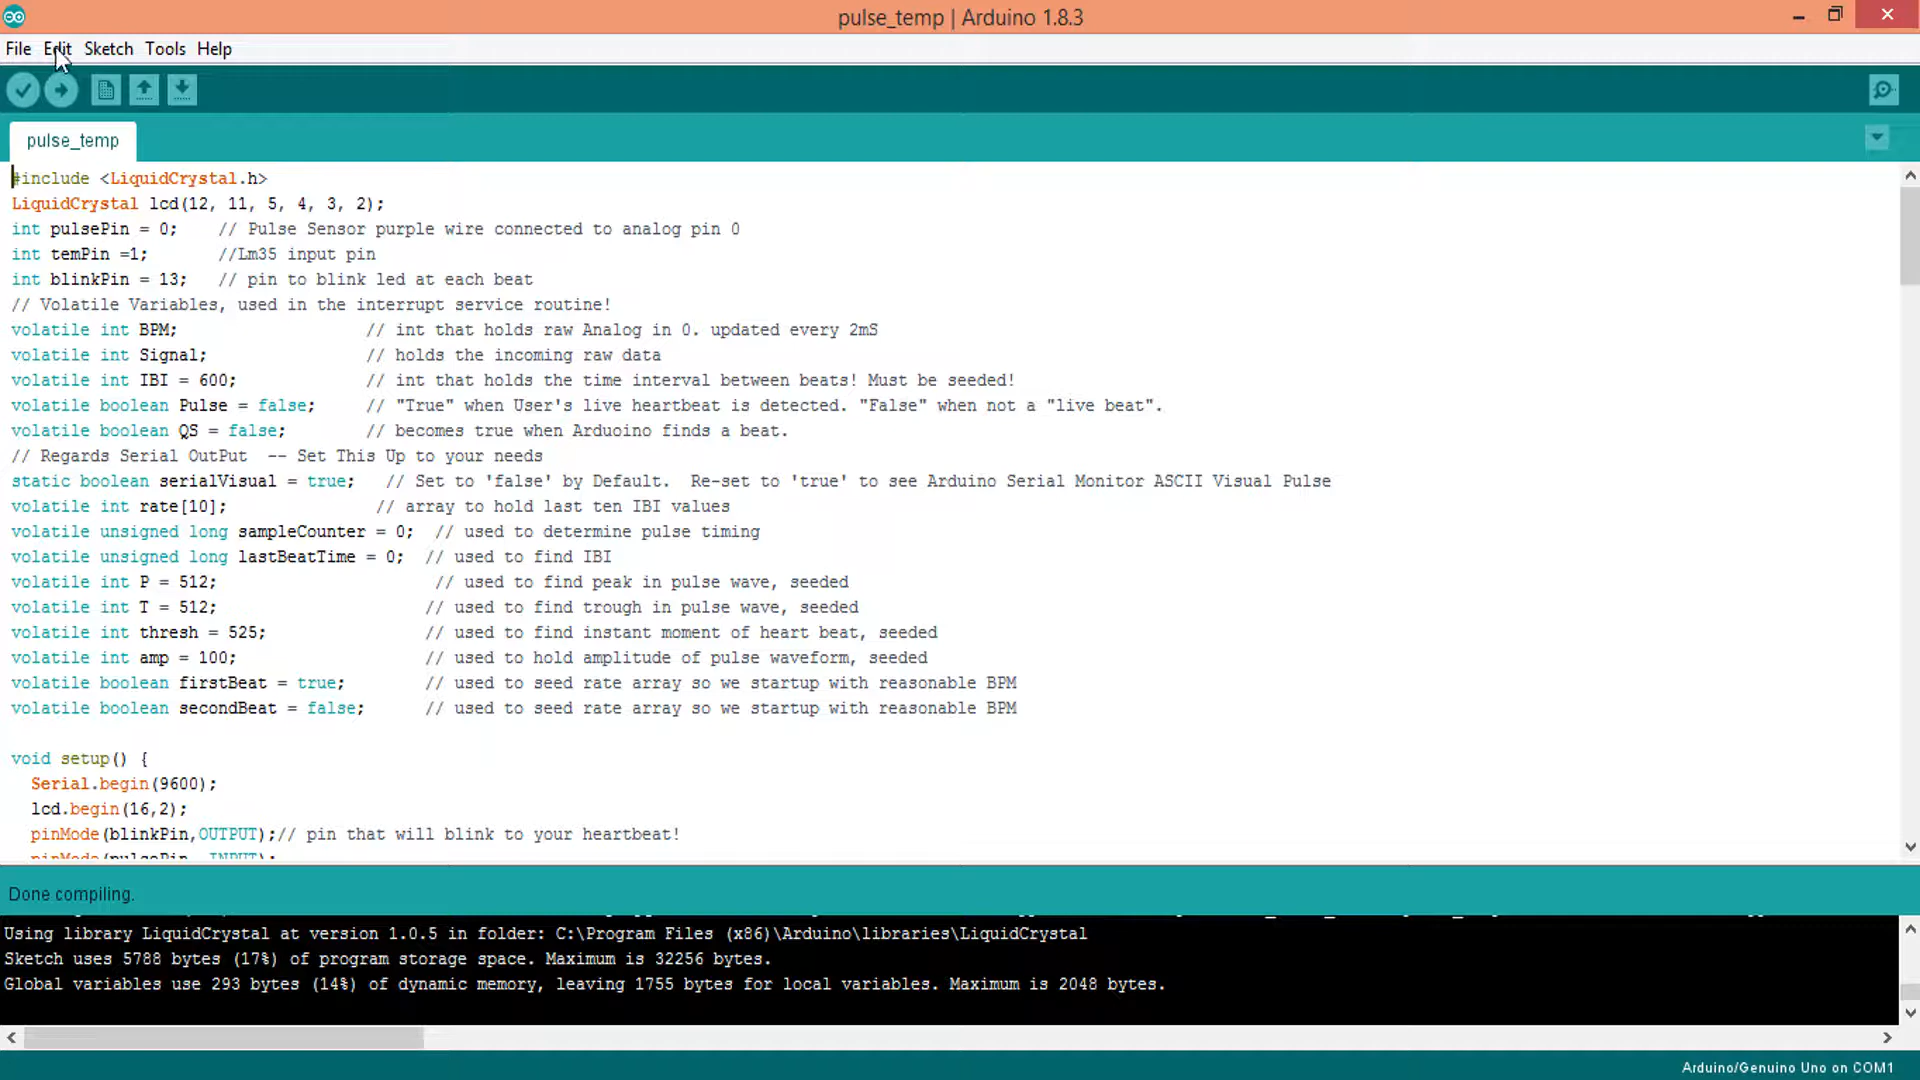 pulse_temp | Arduino 1.8.3
File Edit Sketch Tools Help
pulse_temp
#include <LiquidCrystal.h>
LiquidCrystal lcd(12, 11, 5, 4, 3, 2);
int pulsePin = 0;    // Pulse Sensor purple wire connected to analog pin 0
int temPin =1;       //Lm35 input pin
int blinkPin = 13;   // pin to blink led at each beat
// Volatile Variables, used in the interrupt service routine!
volatile int BPM;                   // int that holds raw Analog in 0. updated every 2mS
volatile int Signal;                // holds the incoming raw data
volatile int IBI = 600;             // int that holds the time interval between beats! Must be seeded!
volatile boolean Pulse = false;     // "True" when User's live heartbeat is detected. "False" when not a "live beat".
volatile boolean QS = false;        // becomes true when Arduoino finds a beat.
// Regards Serial OutPut  -- Set This Up to your needs
static boolean serialVisual = true;   // Set to 'false' by Default.  Re-set to 'true' to see Arduino Serial Monitor ASCII Visual Pulse
volatile int rate[10];               // array to hold last ten IBI values
volatile unsigned long sampleCounter = 0;  // used to determine pulse timing
volatile unsigned long lastBeatTime = 0;  // used to find IBI
volatile int P = 512;                      // used to find peak in pulse wave, seeded
volatile int T = 512;                     // used to find trough in pulse wave, seeded
volatile int thresh = 525;                // used to find instant moment of heart beat, seeded
volatile int amp = 100;                   // used to hold amplitude of pulse waveform, seeded
volatile boolean firstBeat = true;        // used to seed rate array so we startup with reasonable BPM
volatile boolean secondBeat = false;      // used to seed rate array so we startup with reasonable BPM
void setup() {
  Serial.begin(9600);
  lcd.begin(16,2);
  pinMode(blinkPin,OUTPUT);// pin that will blink to your heartbeat!
  pinMode(pulsePin, INPUT);
Done compiling.
Using library LiquidCrystal at version 1.0.5 in folder: C:\Program Files (x86)\Arduino\libraries\LiquidCrystal
Sketch uses 5788 bytes (17%) of program storage space. Maximum is 32256 bytes.
Global variables use 293 bytes (14%) of dynamic memory, leaving 1755 bytes for local variables. Maximum is 2048 bytes.
Arduino/Genuino Uno on COM1